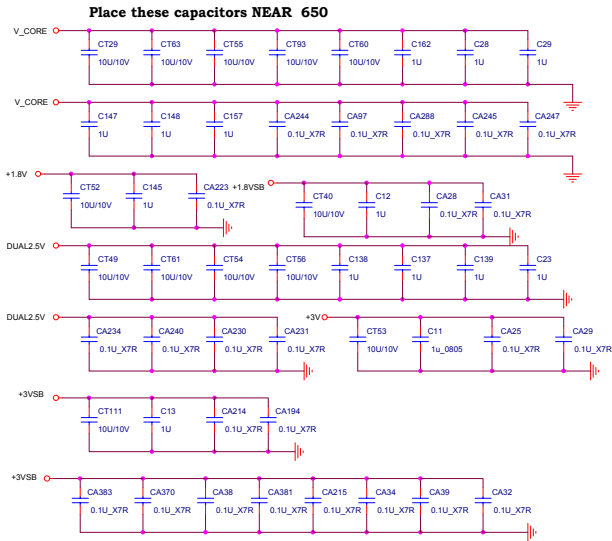 Place these capacitors NEAR 650
V_CORE
CT29 CT63 CT55 CT93 CT60 C162 C28 C29
10U/10V 10U/10V 10U/10V 10U/10V 10U/10V 1U 1U 1U
V_CORE
C147 C148 C157 CA244 CA97 CA288 CA245 CA247
1U 1U 1U 0.1U_X7R 0.1U_X7R 0.1U_X7R 0.1U_X7R 0.1U_X7R
+1.8V
CT52 C145 CA223
10U/10V 1U 0.1U_X7R
+1.8VSB
CT40 C12 CA28 CA31
10U/10V 1U 0.1U_X7R 0.1U_X7R
DUAL2.5V
CT49 CT61 CT54 CT56 C138 C137 C139 C23
10U/10V 10U/10V 10U/10V 10U/10V 1U 1U 1U 1U
DUAL2.5V
CA234 CA240 CA230 CA231
0.1U_X7R 0.1U_X7R 0.1U_X7R 0.1U_X7R
+3V
CT53 C11 CA25 CA29
10U/10V 1u_0805 0.1U_X7R 0.1U_X7R
+3VSB
CT111 C13 CA214 CA194
10U/10V 1U 0.1U_X7R 0.1U_X7R
+3VSB
CA383 CA370 CA38 CA381 CA215 CA34 CA39 CA32
0.1U_X7R 0.1U_X7R 0.1U_X7R 0.1U_X7R 0.1U_X7R 0.1U_X7R 0.1U_X7R 0.1U_X7R